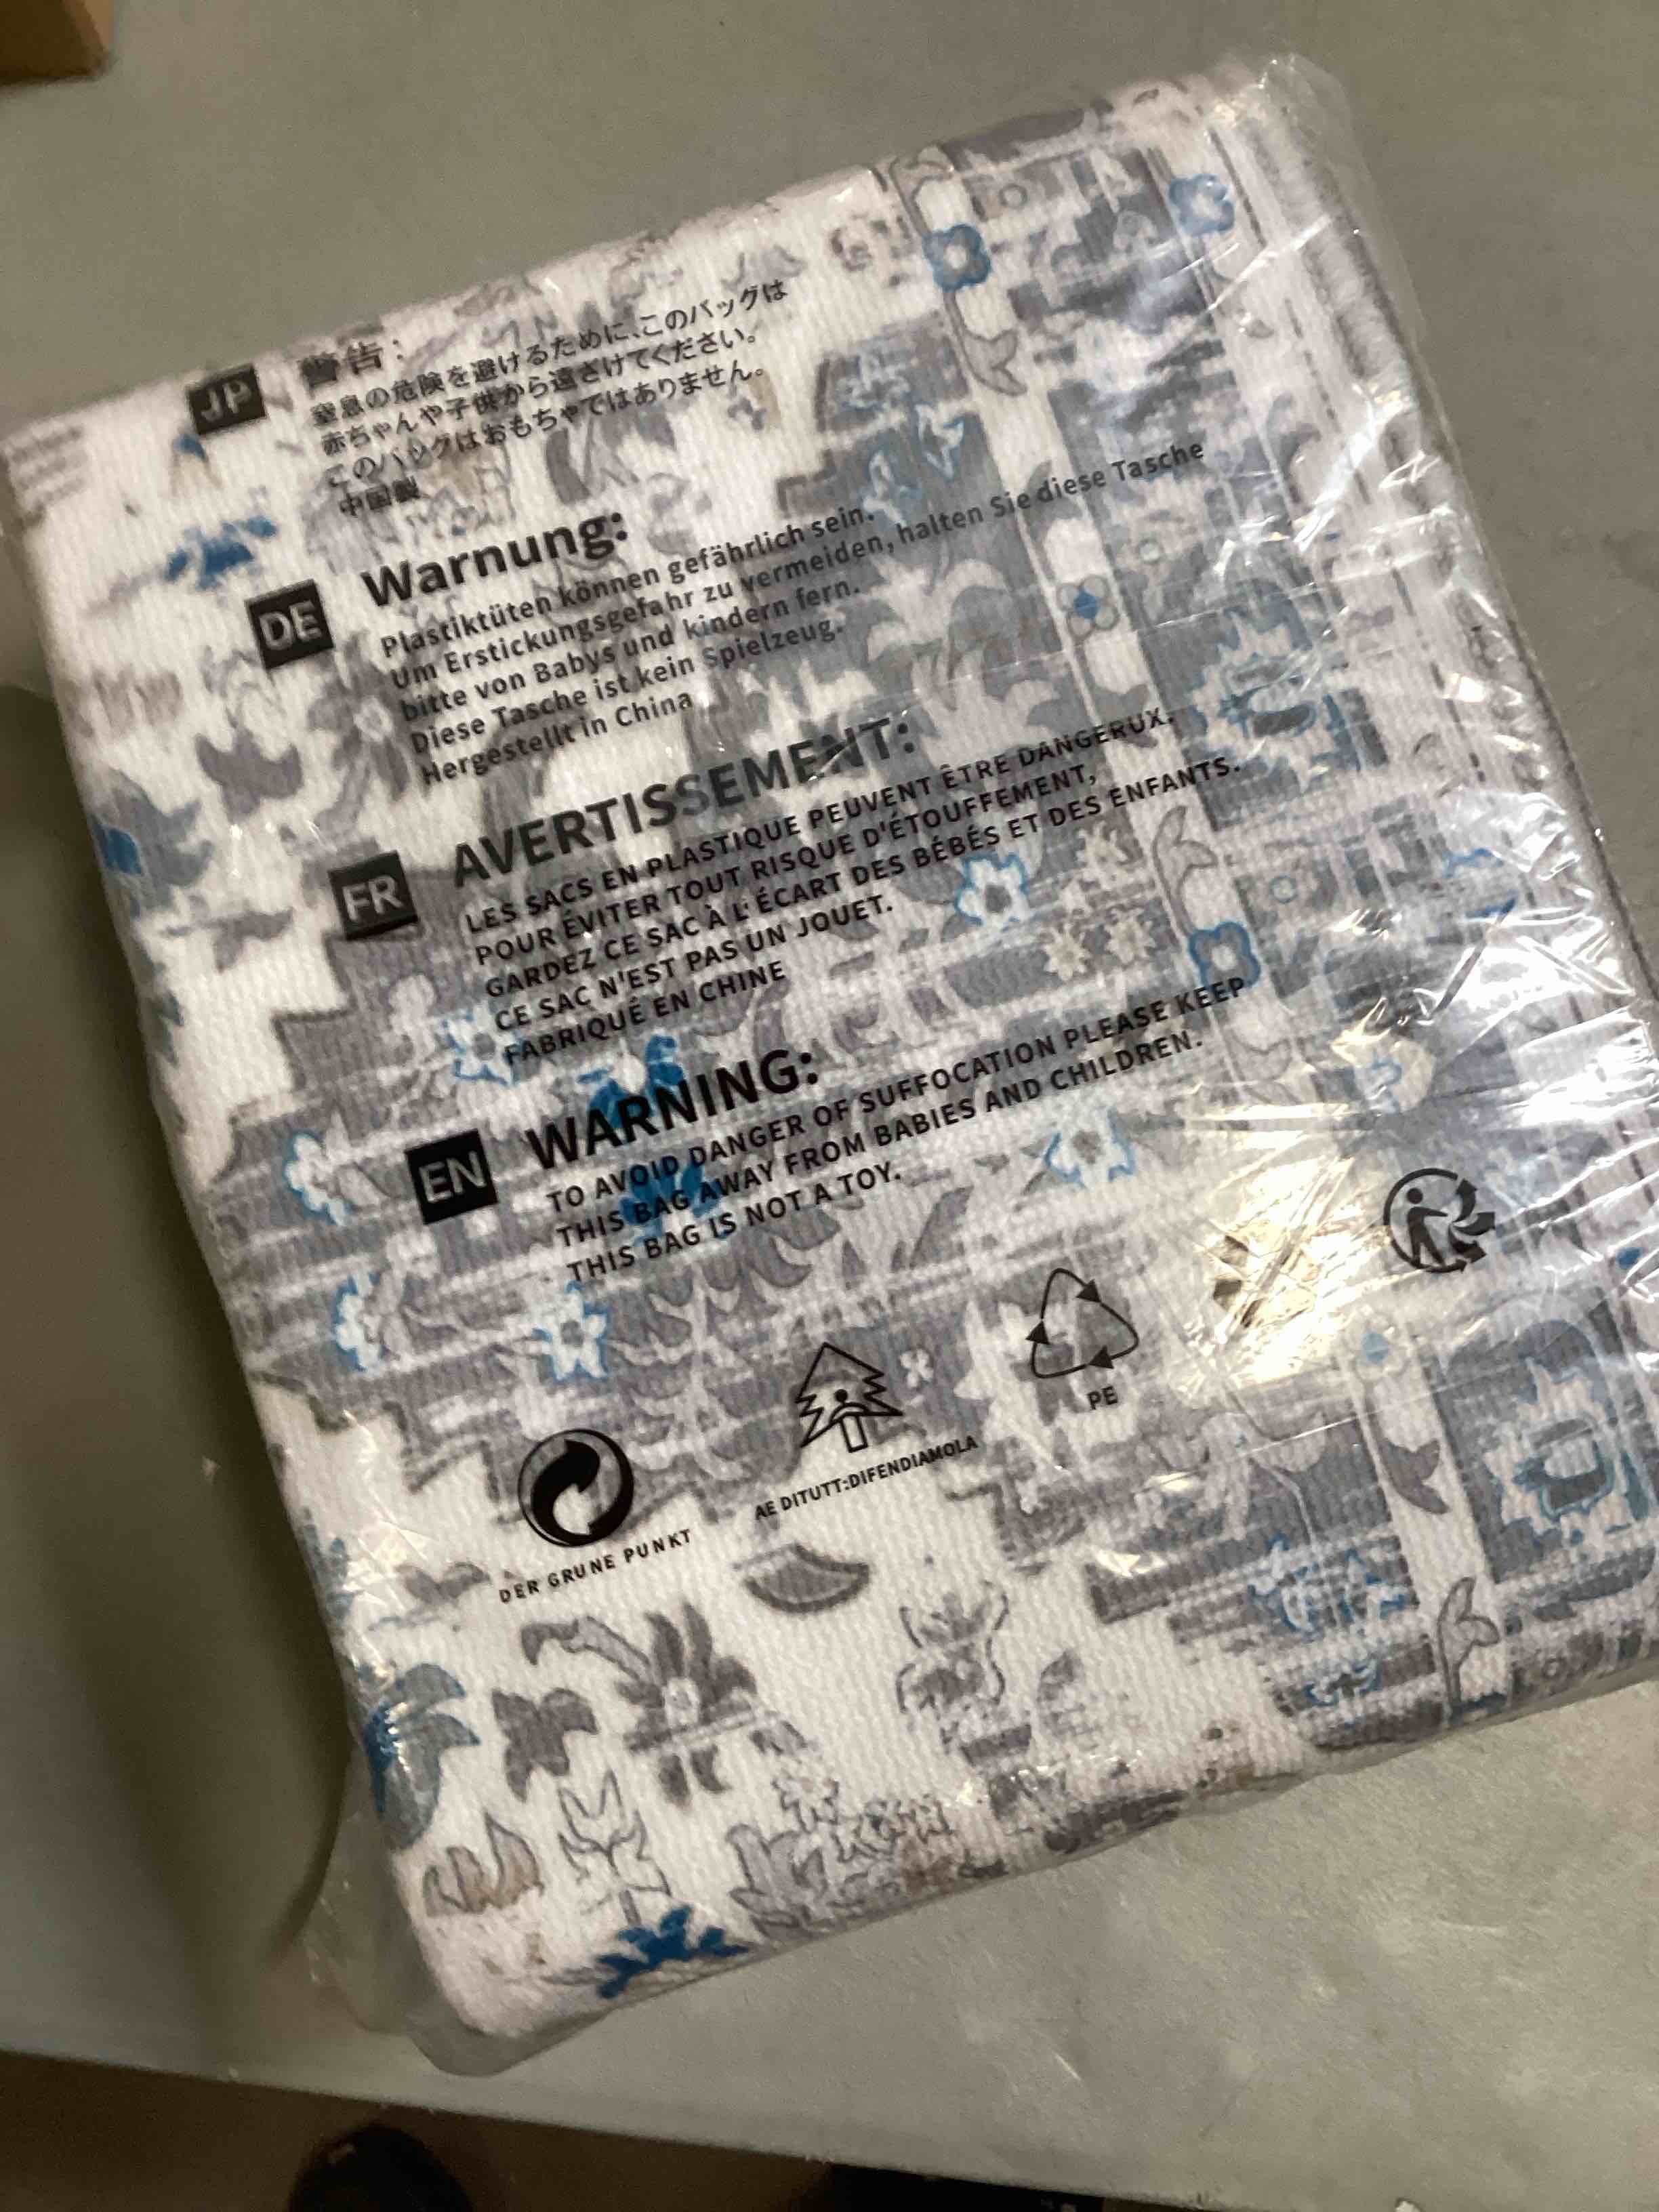 JP
警告:
窒息の危険を避けるために、このバッグは
赤ちゃんや子供から遠ざけてください。
このバッグはおもちゃではありません。
中国製
DE
Warnung:
Plastiktüten können gefährlich sein.
Um Erstickungsgefahr zu vermeiden, halten Sie diese Tasche
bitte von Babys und kindern fern.
Diese Tasche ist kein Spielzeug.
Hergestellt in China
FR
AVERTISSEMENT:
LES SACS EN PLASTIQUE PEUVENT ÊTRE DANGERUX.
POUR ÉVITER TOUT RISQUE D'ÉTOUFFEMENT,
GARDEZ CE SAC À L'ÉCART DES BÉBÉS ET DES ENFANTS.
CE SAC N'EST PAS UN JOUET.
FABRIQUÉ EN CHINE
EN
WARNING:
TO AVOID DANGER OF SUFFOCATION PLEASE KEEP
THIS BAG AWAY FROM BABIES AND CHILDREN.
THIS BAG IS NOT A TOY.
DER GRUNE PUNKT
AE DITUTT:DIFENDIAMOLA
PE